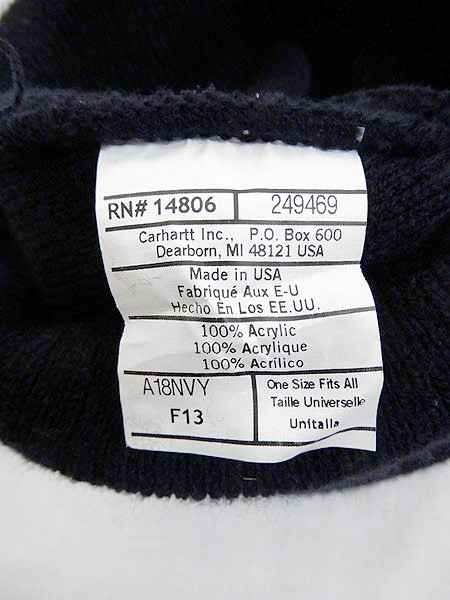 RN# 14806 249469
Carhartt Inc., P.O. Box 600
Dearborn, MI 48121 USA
Made in USA
Fabriqué Aux E-U
Hecho En Los EE.UU.
100% Acrylic
100% Acrylique
100% Acrílico
A18NVY
F13
One Size Fits All
Taille Universelle
Unitalla